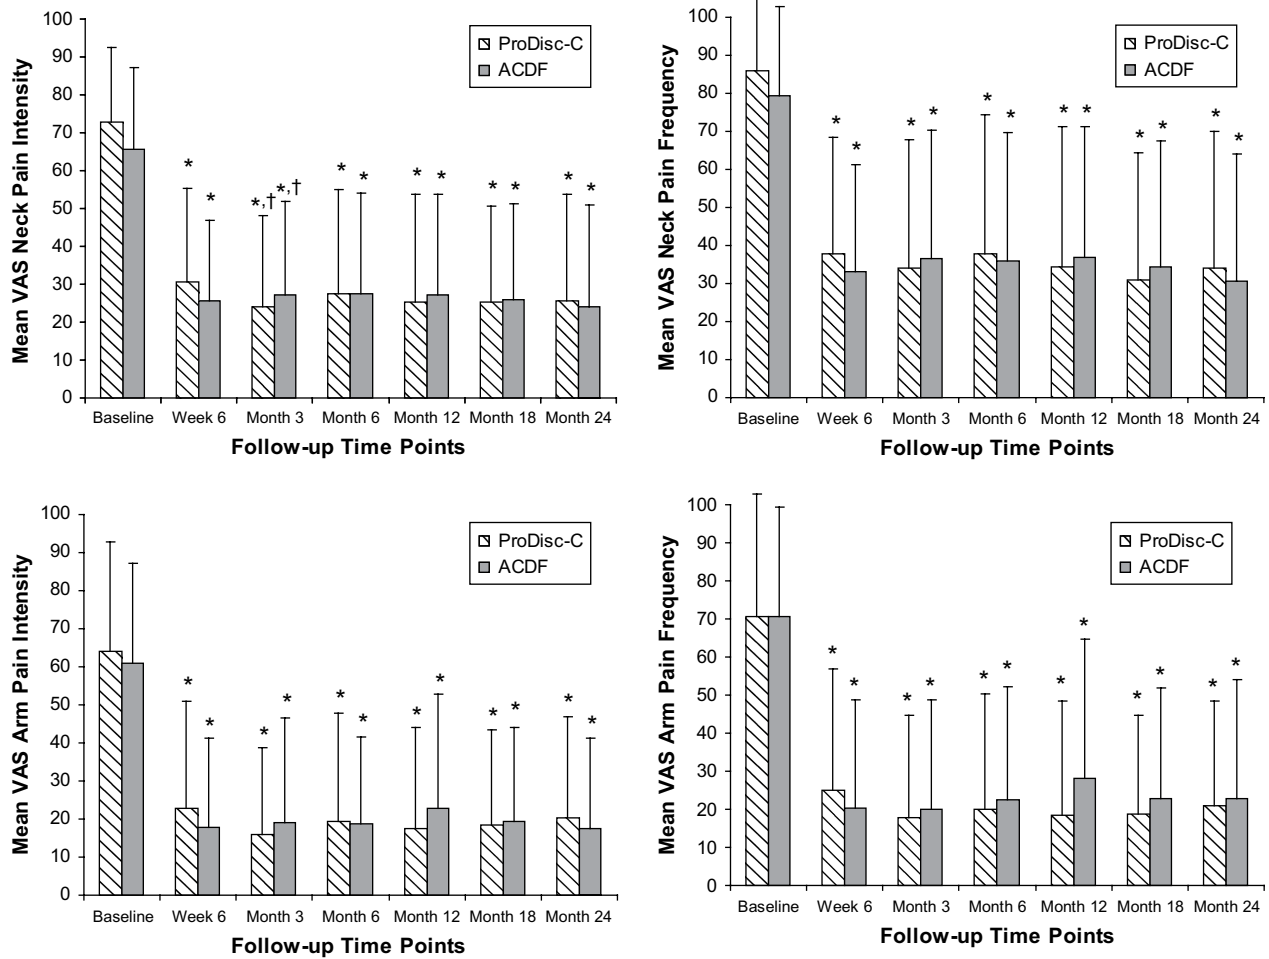 Mean VAS Neck Pain Intensity
100
90
80
70
60
50
40
30
20
10
0
ProDisc-C
ACDF
* * *,† *,† * * * * * * * *
Baseline Week 6 Month 3 Month 6 Month 12 Month 18 Month 24
Follow-up Time Points
Mean VAS Neck Pain Frequency
100
90
80
70
60
50
40
30
20
10
0
ProDisc-C
ACDF
* * * * * * * * * * * *
Baseline Week 6 Month 3 Month 6 Month 12 Month 18 Month 24
Follow-up Time Points
Mean VAS Arm Pain Intensity
100
90
80
70
60
50
40
30
20
10
0
ProDisc-C
ACDF
* * * * * * * * * * * *
Baseline Week 6 Month 3 Month 6 Month 12 Month 18 Month 24
Follow-up Time Points
Mean VAS Arm Pain Frequency
100
90
80
70
60
50
40
30
20
10
0
ProDisc-C
ACDF
* * * * * * * * * * * *
Baseline Week 6 Month 3 Month 6 Month 12 Month 18 Month 24
Follow-up Time Points